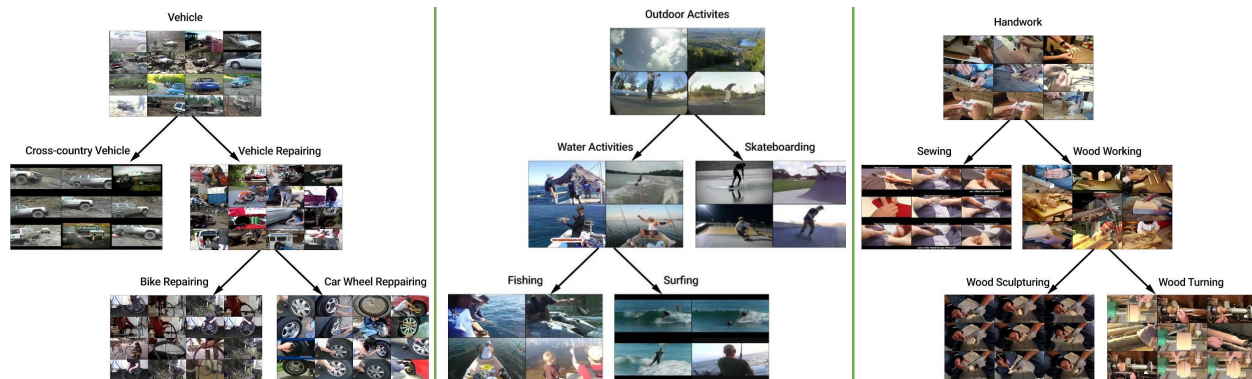 Vehicle
Cross-country Vehicle
Vehicle Repairing
Bike Repairing
Car Wheel Reppairing
Outdoor Activites
Water Activities
Skateboarding
Fishing
Surfing
Handwork
Sewing
Wood Working
Wood Sculpturing
Wood Turning